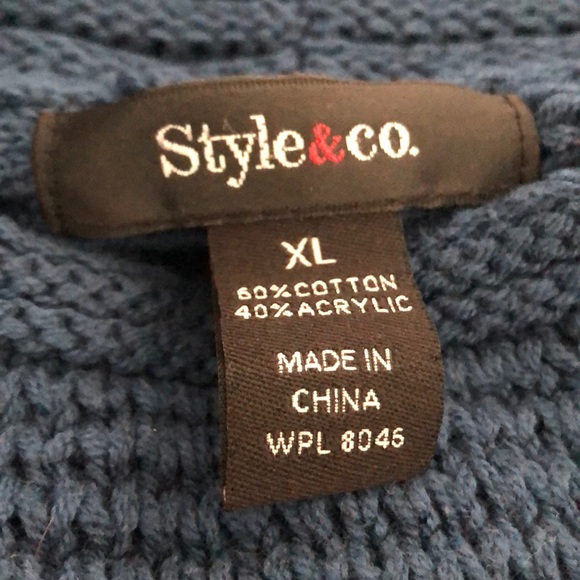 Style&co.
XL
60%COTTON
40%ACRYLIC
MADE IN
CHINA
WPL 8046